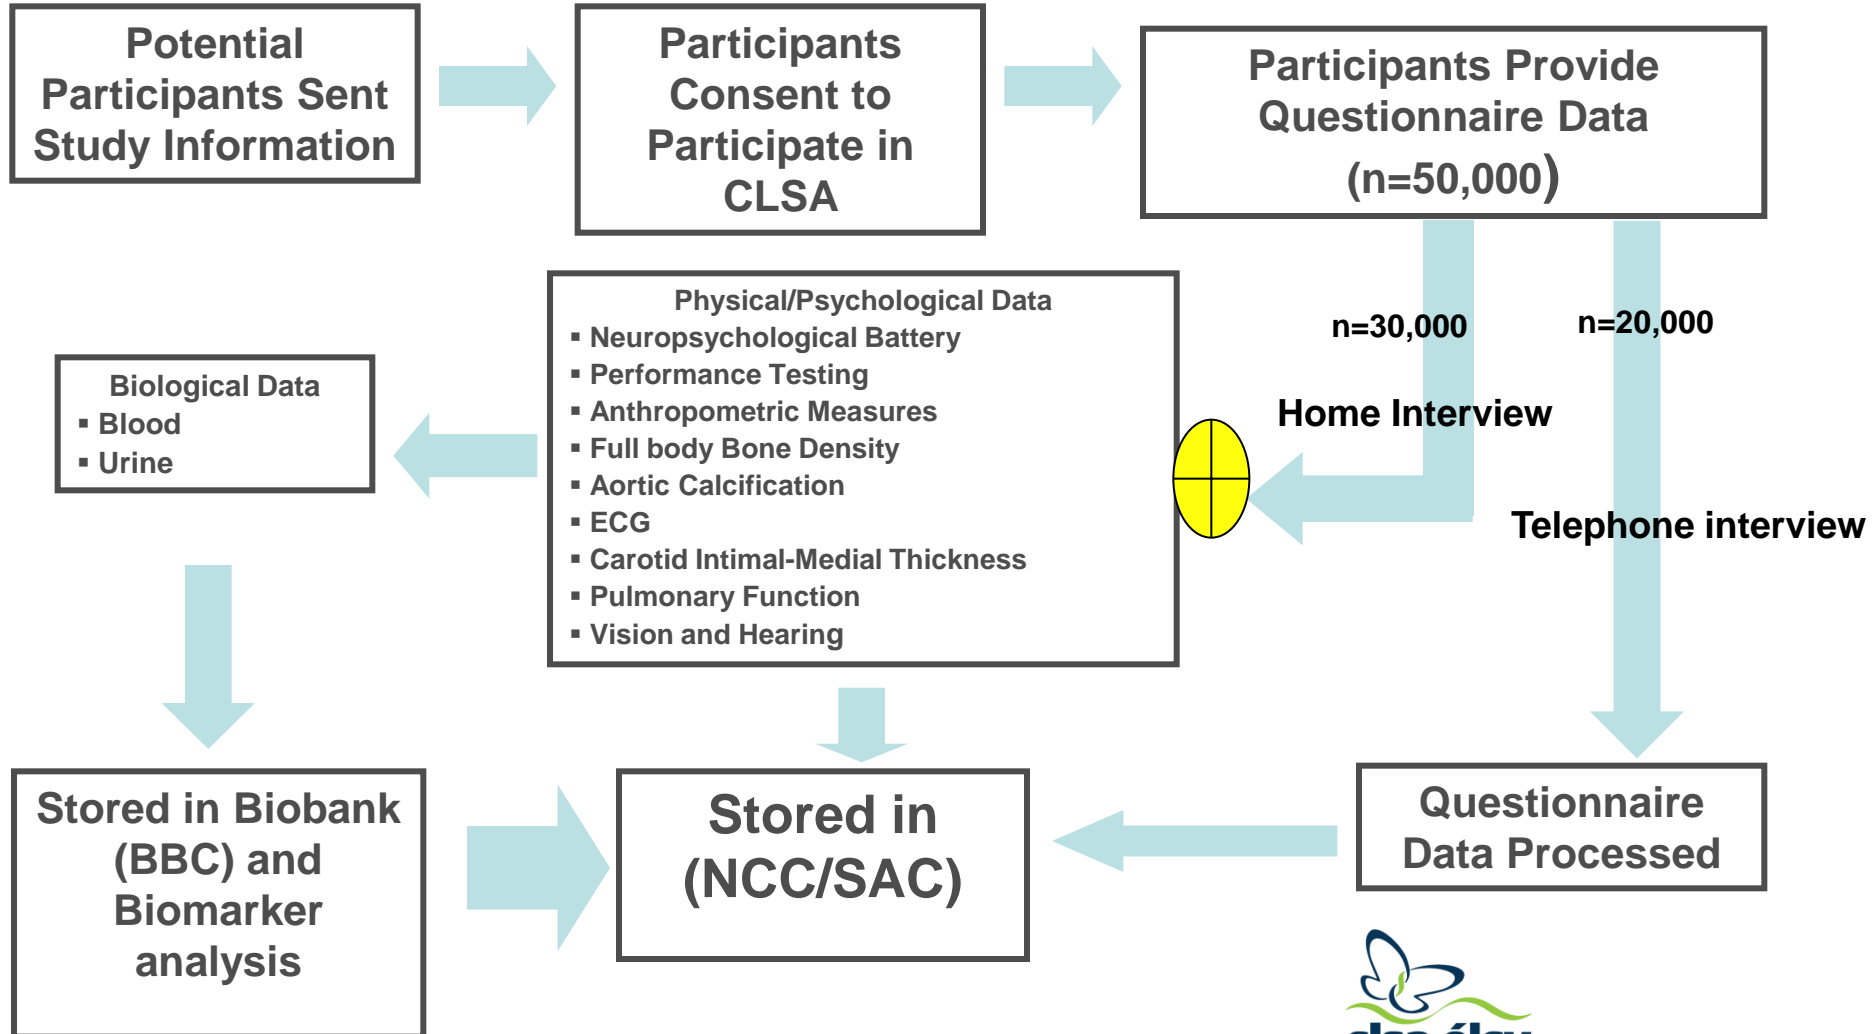 Potential
Participants Sent
Study Information
Participants
Consent to
Participate in
CLSA
Participants Provide
Questionnaire Data
(n=50,000)
Physical/Psychological Data
▪ Neuropsychological Battery
▪ Performance Testing
▪ Anthropometric Measures
▪ Full body Bone Density
▪ Aortic Calcification
▪ ECG
▪ Carotid Intimal-Medial Thickness
▪ Pulmonary Function
▪ Vision and Hearing
n=30,000
n=20,000
Home Interview
Telephone interview
Biological Data
▪ Blood
▪ Urine
Stored in Biobank
(BBC) and
Biomarker
analysis
Stored in
(NCC/SAC)
Questionnaire
Data Processed
clsa élcv